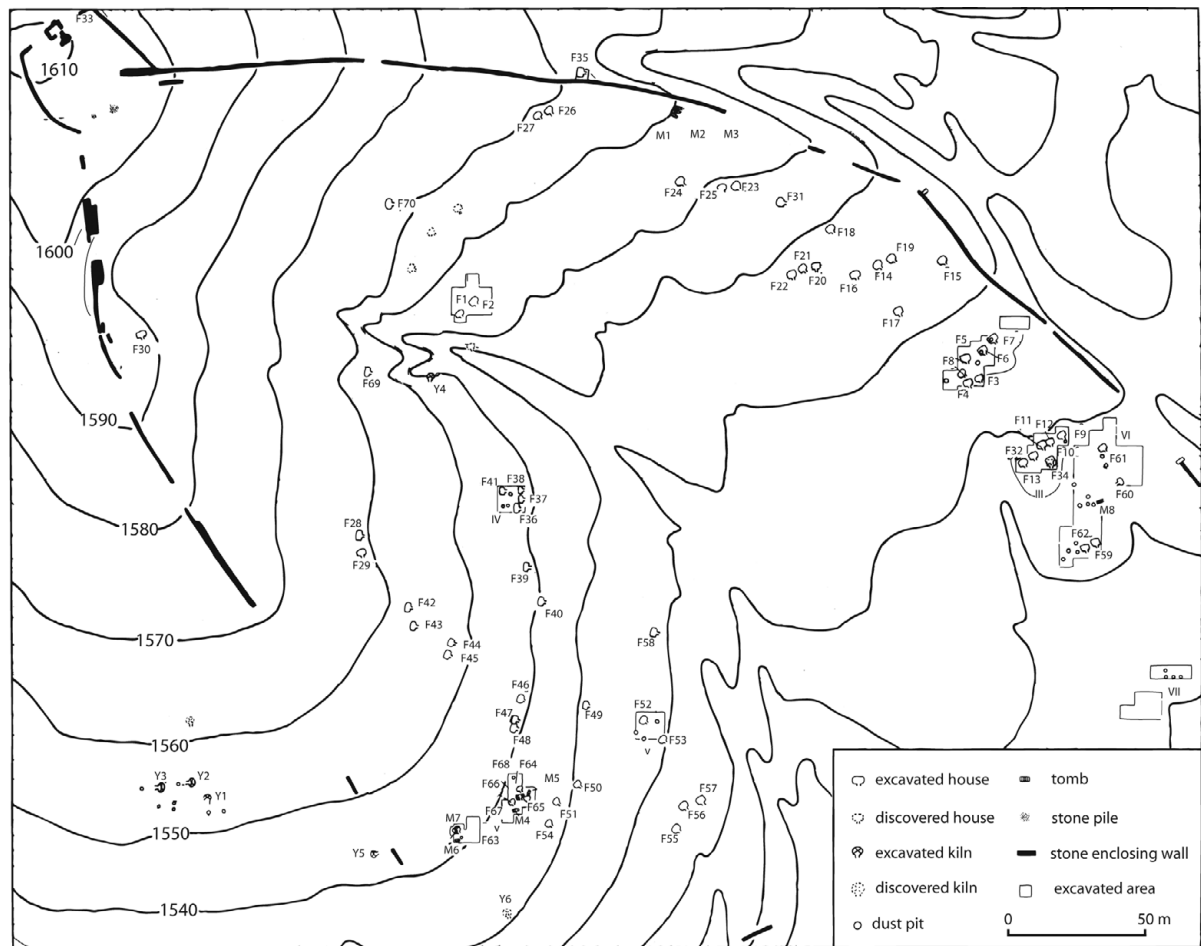 F33
1610
F35
F26
F27
M1 M2 M3
F24
F25
F23
F31
F70
1600
F18
F19
F21
F20
F14
F15
F22
F16
F1
F2
F17
F30
F5
F7
F8
F6
F69
Y4
F3
F4
1590
F11
F12
F9
VI
F32
F10
F61
F13
F34
F41
F38
F37
III
F60
IV
F36
M8
1580
F28
F62
F59
F29
F39
F42
F40
F43
1570
F44
F58
F45
F46
F49
F52
VII
F47
F48
F53
V
1560
F68
F64
M5
Y3
Y2
F66
F50
Y1
F67
F65
F57
F51
F56
M4
V
1550
M7
F63
F54
F55
M6
Y5
Y6
1540
excavated house
discovered house
excavated kiln
discovered kiln
dust pit
tomb
stone pile
stone enclosing wall
excavated area
0 50 m